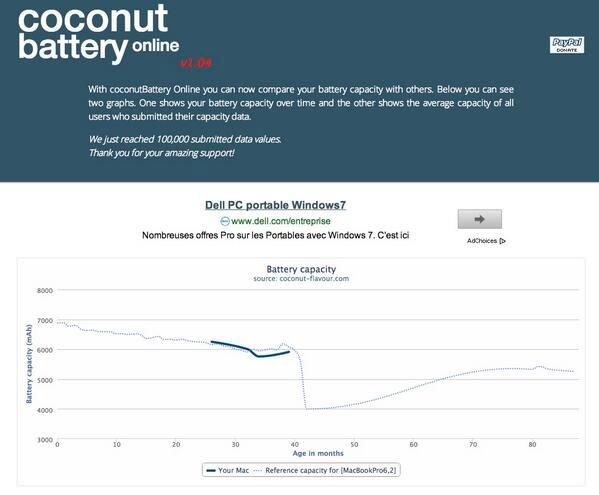 coconut
battery online
v1.04
PayPal
DONATE
With coconutBattery Online you can now compare your battery capacity with others. Below you can see
two graphs. One shows your battery capacity over time and the other shows the average capacity of all
users who submitted their capacity data.
We just reached 100,000 submitted data values.
Thank you for your amazing support!
Dell PC portable Windows7
www.dell.com/entreprise
Nombreuses offres Pro sur les Portables avec Windows 7. C'est ici
AdChoices
Battery capacity
source: coconut-flavour.com
Battery capacity (mAh)
8000
7000
6000
5000
4000
3000
0 10 20 30 40 50 60 70 80
Age in months
Your Mac Reference capacity for [MacBookPro6,2]